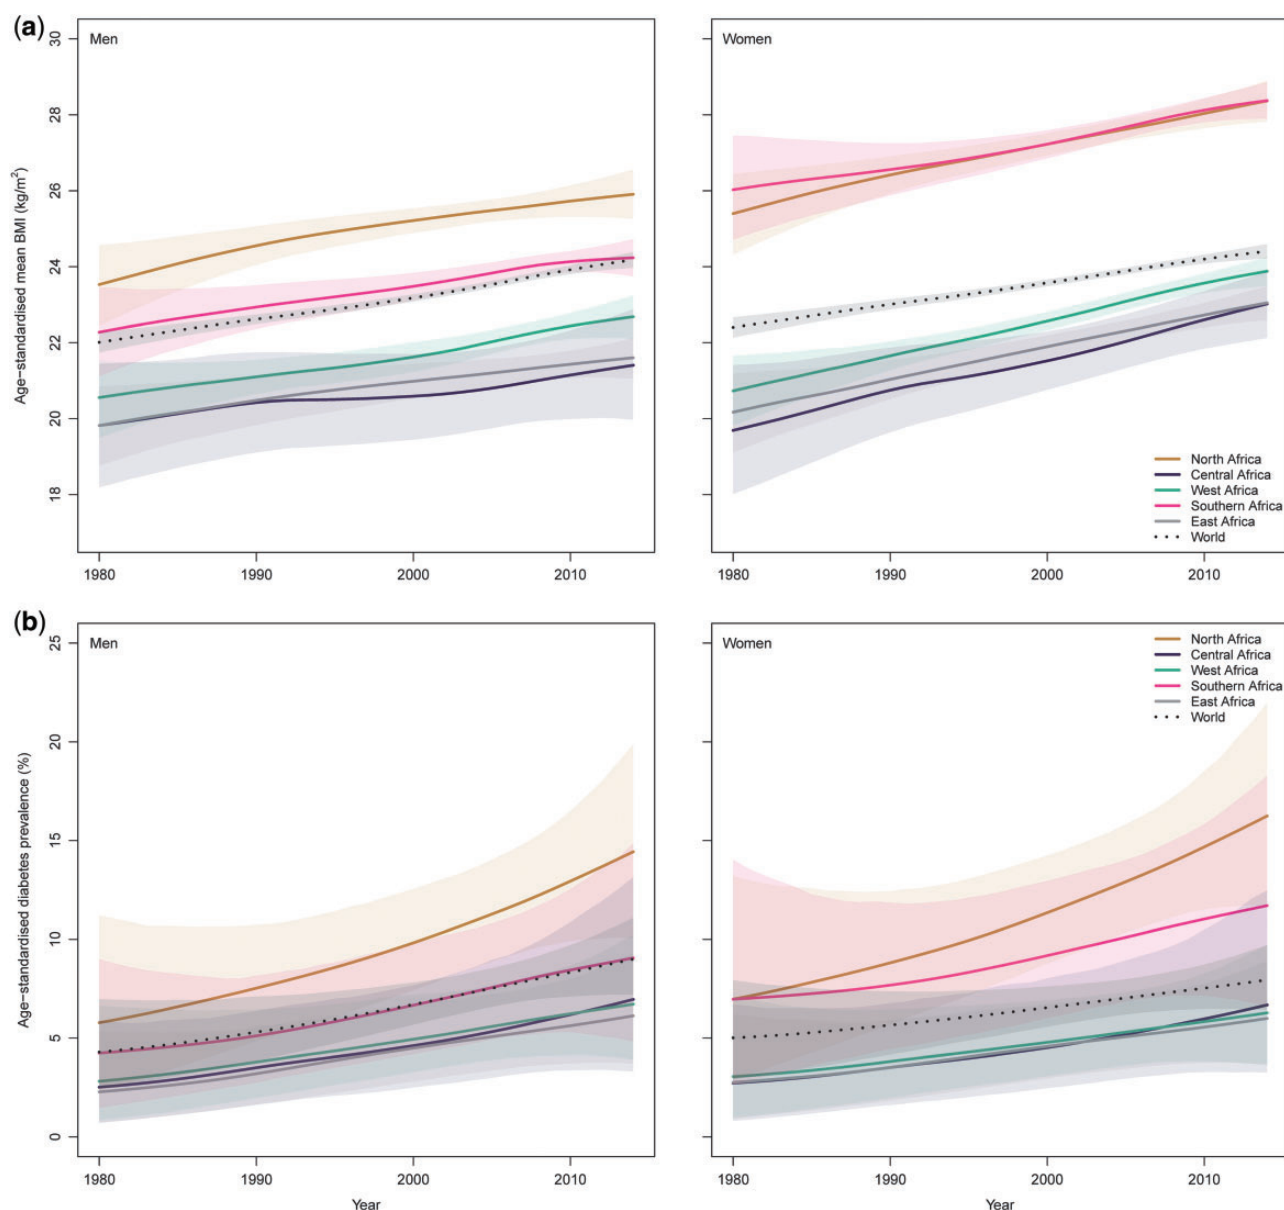 (a)
Men
Women
Age-standardised mean BMI (kg/m²)
30
28
26
24
22
20
18
North Africa
Central Africa
West Africa
Southern Africa
East Africa
World
1980
1990
2000
2010
1980
1990
2000
2010
(b)
Men
Women
Age-standardised diabetes prevalence (%)
25
20
15
10
5
0
North Africa
Central Africa
West Africa
Southern Africa
East Africa
World
1980
1990
2000
2010
1980
1990
2000
2010
Year
Year